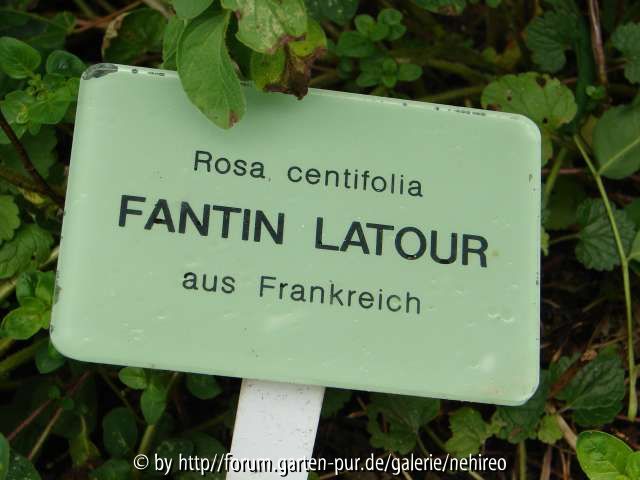 Rosa centifolia
FANTIN LATOUR
aus Frankreich
© by http://forum.garten-pur.de/galerie/nehireo